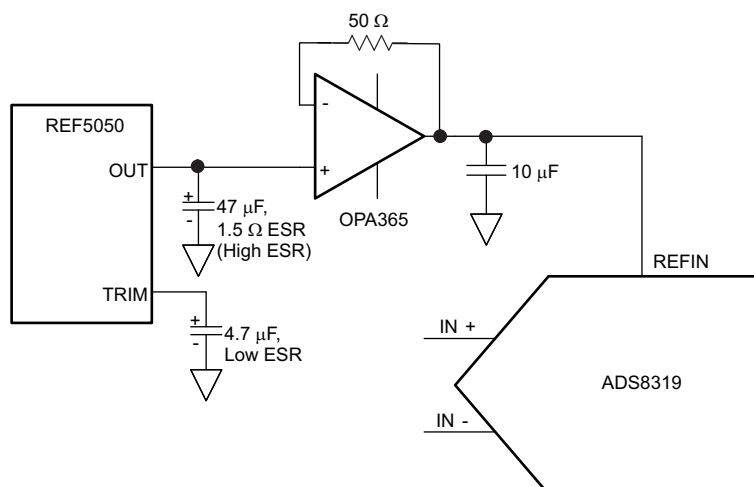 50 Ω
REF5050
OUT
-
+
+
-
47 μF,
1.5 Ω ESR
(High ESR)
OPA365
10 μF
REFIN
TRIM
+
-
4.7 μF,
Low ESR
IN +
ADS8319
IN -